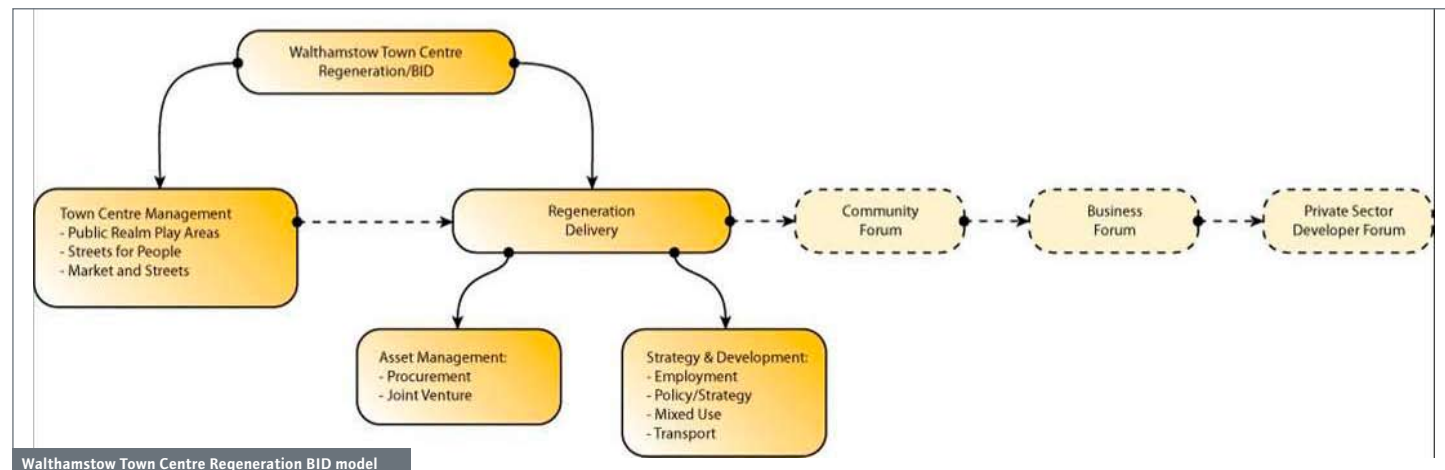 Walthamstow Town Centre
Regeneration/BID
Town Centre Management
- Public Realm Play Areas
- Streets for People
- Market and Streets
Regeneration
Delivery
Community
Forum
Business
Forum
Private Sector
Developer Forum
Asset Management:
- Procurement
- Joint Venture
Strategy & Development:
- Employment
- Policy/Strategy
- Mixed Use
- Transport
Walthamstow Town Centre Regeneration BID model